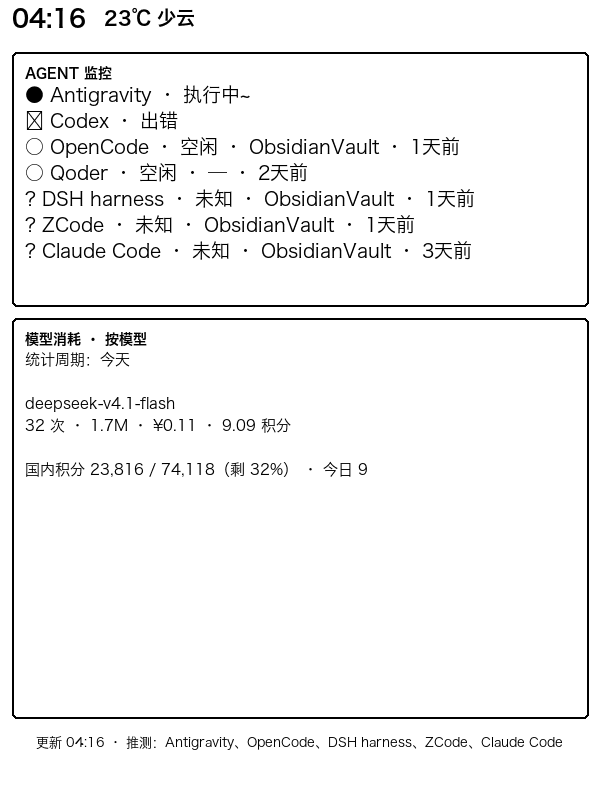 04:16 23℃ 少云
AGENT 监控
● Antigravity · 执行中~
☒ Codex · 出错
○ OpenCode · 空闲 · ObsidianVault · 1天前
○ Qoder · 空闲 · — · 2天前
? DSH harness · 未知 · ObsidianVault · 1天前
? ZCode · 未知 · ObsidianVault · 1天前
? Claude Code · 未知 · ObsidianVault · 3天前
模型消耗 · 按模型
统计周期：今天
deepseek-v4.1-flash
32 次 · 1.7M · ¥0.11 · 9.09 积分
国内积分 23,816 / 74,118（剩 32%） · 今日 9
更新 04:16 · 推测：Antigravity、OpenCode、DSH harness、ZCode、Claude Code